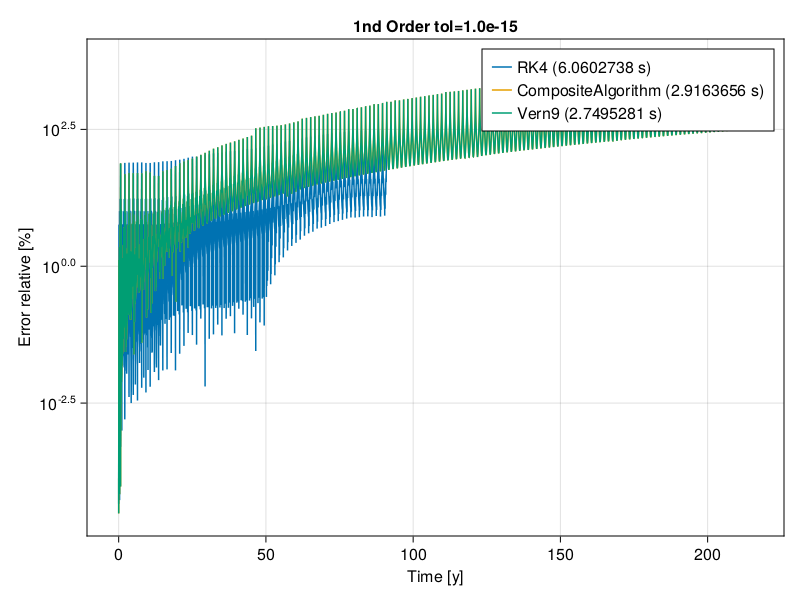 1nd Order tol=1.0e-15
RK4 (6.0602738 s)
CompositeAlgorithm (2.9163656 s)
Vern9 (2.7495281 s)
Error relative [%]
10^2.5
10^0.0
10^-2.5
0 50 100 150 200
Time [y]